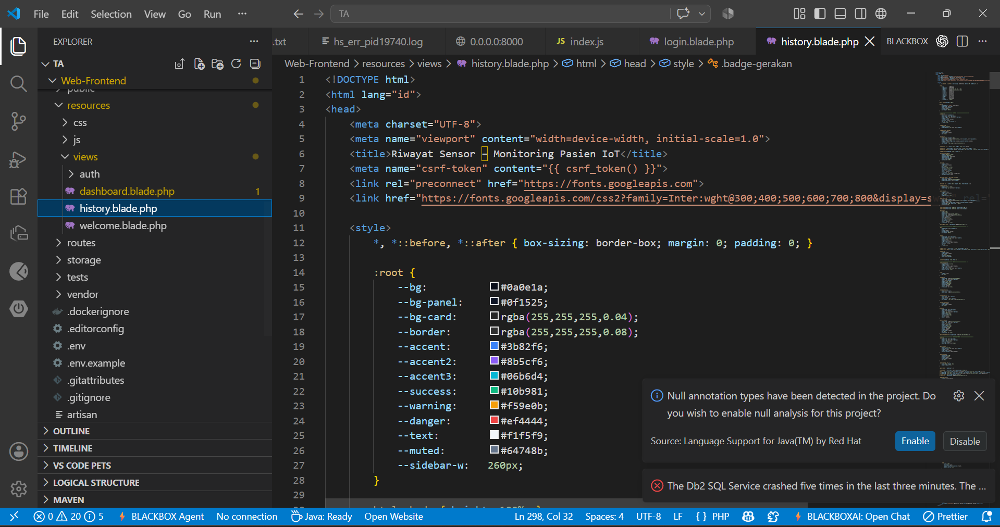 File Edit Selection View Go Run ···
TA
EXPLORER ···
TA
Web-Frontend
public
resources
css
js
views
auth
dashboard.blade.php 1
history.blade.php
welcome.blade.php
routes
storage
tests
vendor
.dockerignore
.editorconfig
.env
.env.example
.gitattributes
.gitignore
artisan
OUTLINE
TIMELINE
VS CODE PETS
LOGICAL STRUCTURE
MAVEN
.txt hs_err_pid19740.log 0.0.0.0:8000 JS index.js login.blade.php history.blade.php BLACKBOX ···
Web-Frontend > resources > views > history.blade.php > html > head > style > .badge-gerakan
1 <!DOCTYPE html>
2 <html lang="id">
3 <head>
4 <meta charset="UTF-8">
5 <meta name="viewport" content="width=device-width, initial-scale=1.0">
6 <title>Riwayat Sensor – Monitoring Pasien IoT</title>
7 <meta name="csrf-token" content="{{ csrf_token() }}">
8 <link rel="preconnect" href="https://fonts.googleapis.com">
9 <link href="https://fonts.googleapis.com/css2?family=Inter:wght@300;400;500;600;700;800&display=swap" rel="
10
11 <style>
12 *, *::before, *::after { box-sizing: border-box; margin: 0; padding: 0; }
13
14 :root {
15 --bg: #0a0e1a;
16 --bg-panel: #0f1525;
17 --bg-card: rgba(255,255,255,0.04);
18 --border: rgba(255,255,255,0.08);
19 --accent: #3b82f6;
20 --accent2: #8b5cf6;
21 --accent3: #06b6d4;
22 --success: #10b981;
23 --warning: #f59e0b;
24 --danger: #ef4444;
25 --text: #f1f5f9;
26 --muted: #64748b;
27 --sidebar-w: 260px;
28 }
29
Null annotation types have been detected in the project. Do
you wish to enable null analysis for this project?
Source: Language Support for Java(TM) by Red Hat Enable Disable
The Db2 SQL Service crashed five times in the last three minutes. The ...
0 20 5 BLACKBOX Agent No connection Java: Ready Open Website Ln 298, Col 32 Spaces: 4 UTF-8 LF { } PHP BLACKBOXAI: Open Chat Prettier